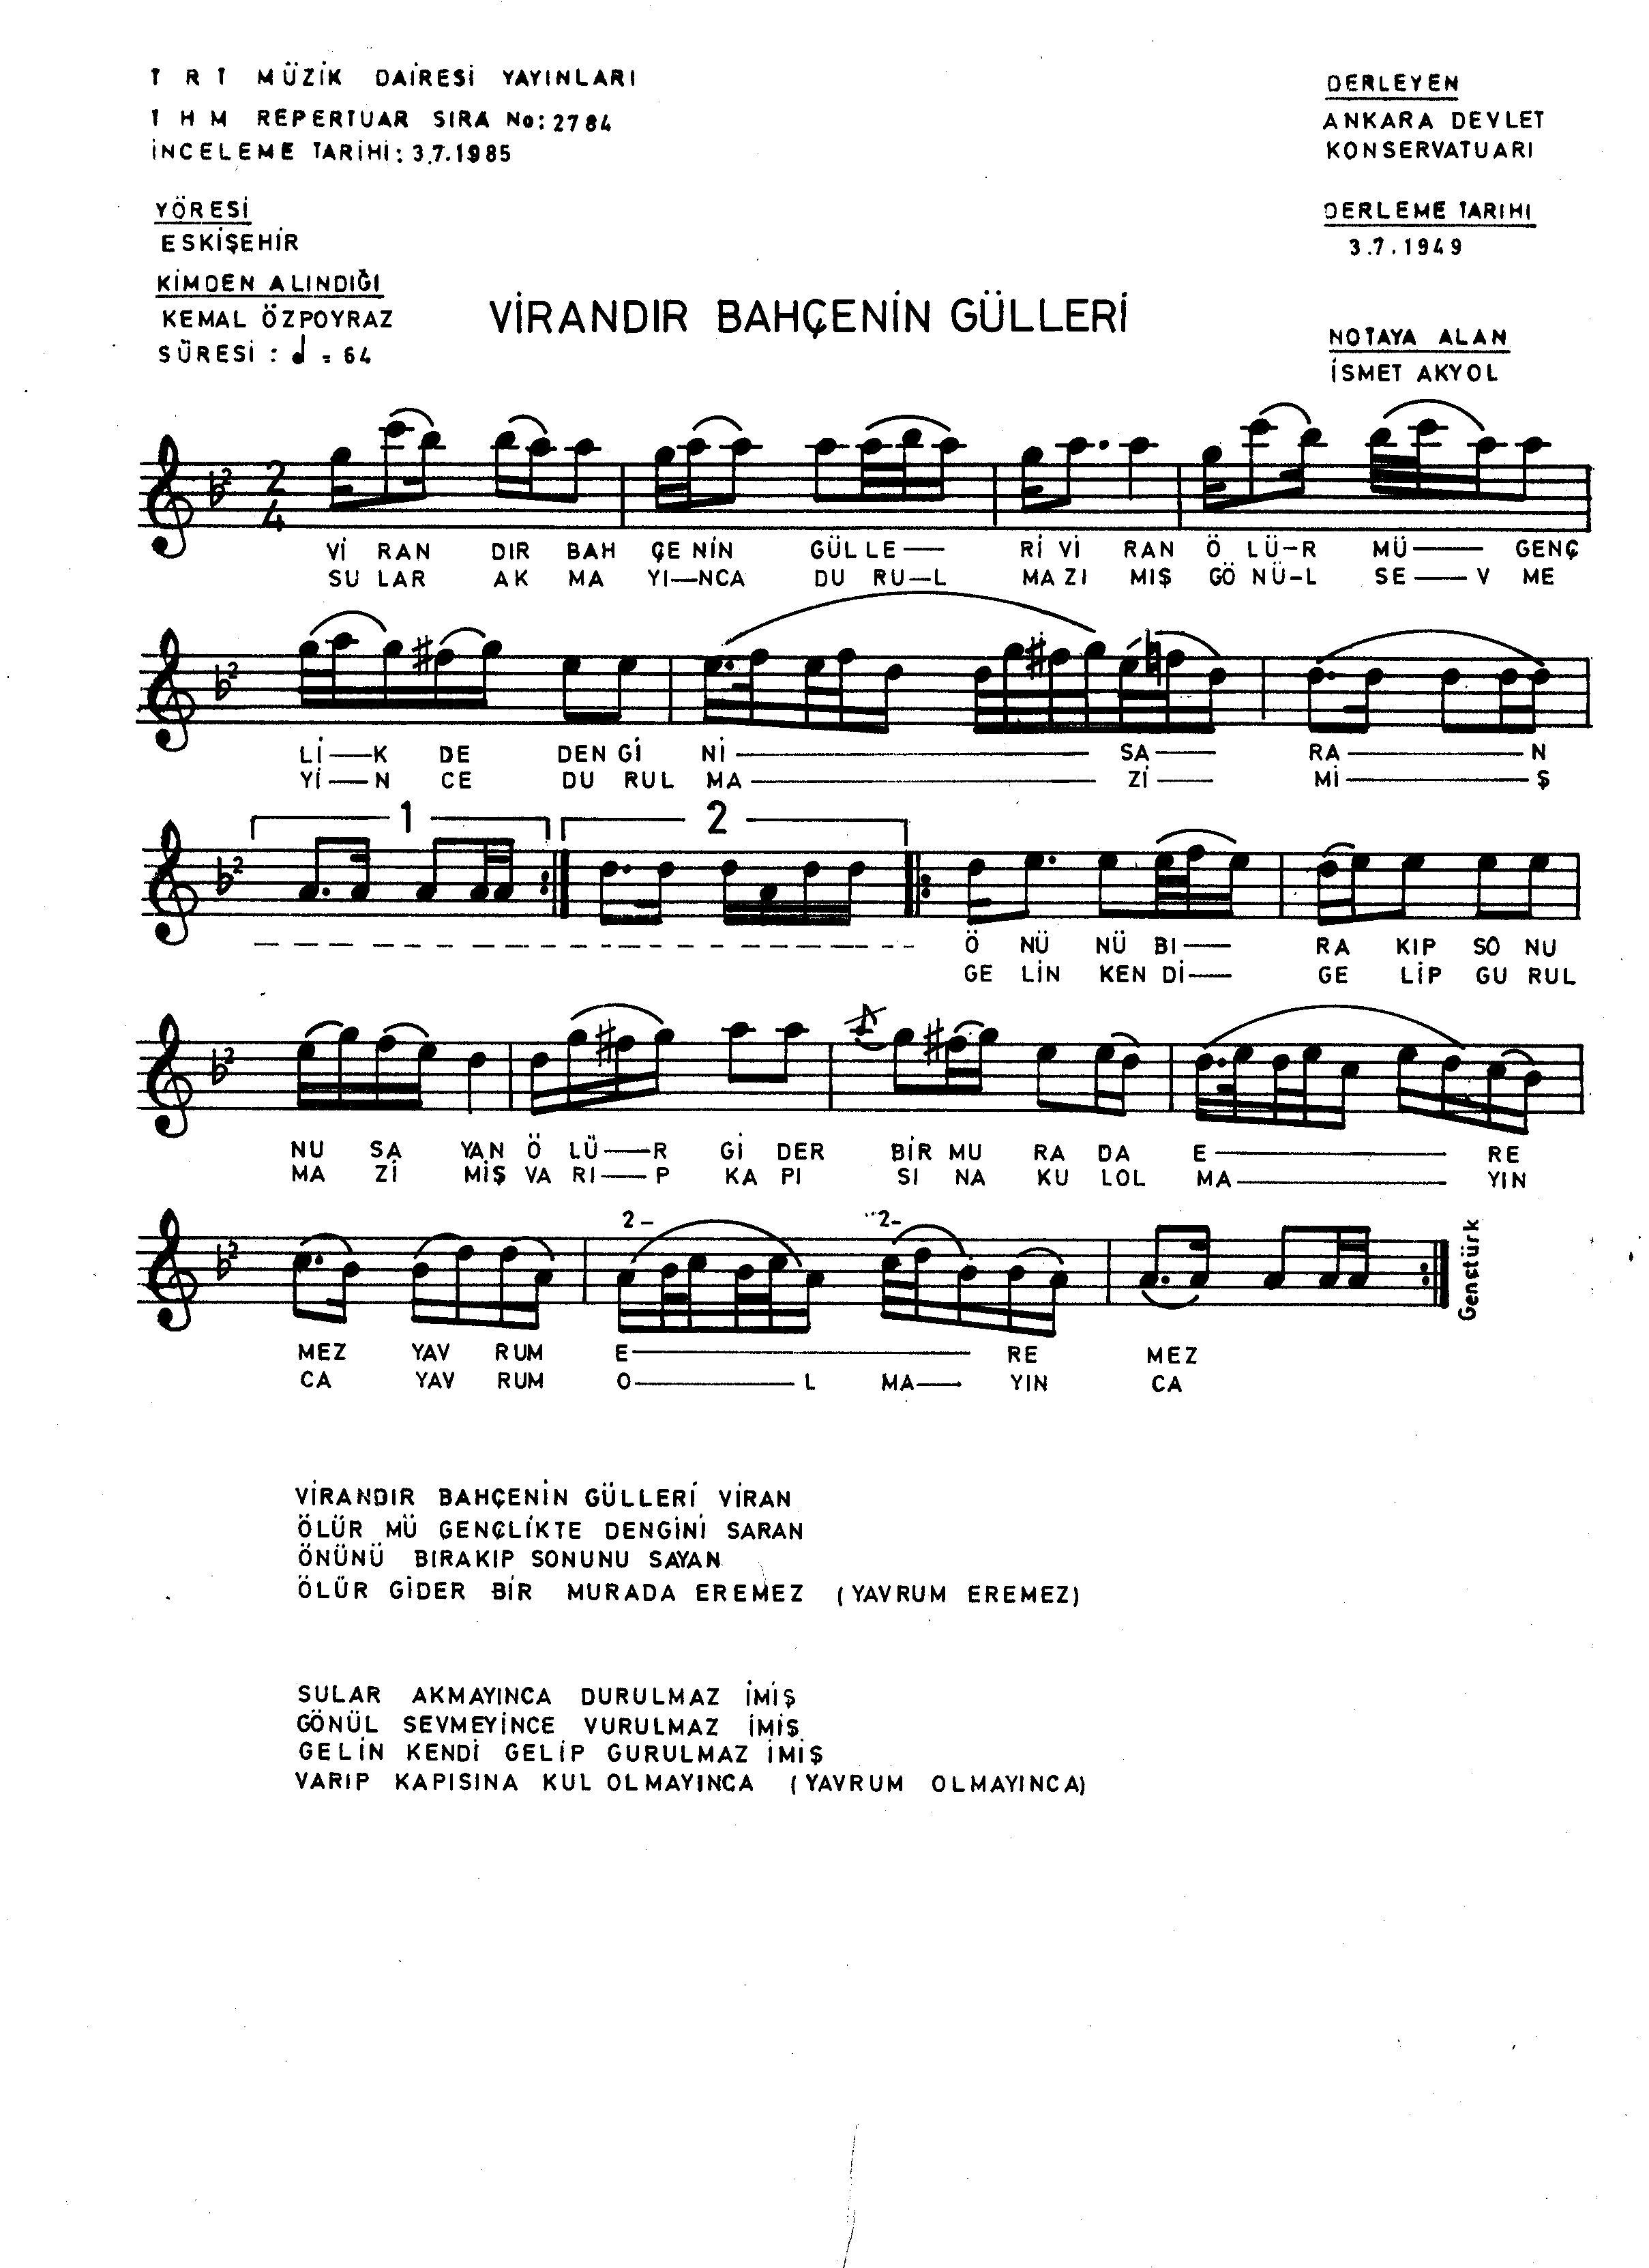 T R T MÜZİK DAİRESİ YAYINLARI
T H M REPERTUAR SIRA No: 2784
İNCELEME TARİHİ: 3.7.1985
DERLEYEN
ANKARA DEVLET
KONSERVATUARI
YÖRESİ
ESKİŞEHİR
DERLEME TARIHI
3.7.1949
KİMDEN ALINDIĞI
KEMAL ÖZPOYRAZ
SÜRESİ : ♩ = 64
VİRANDIR BAHÇENİN GÜLLERİ
NOTAYA ALAN
İSMET AKYOL
2
4
Vİ RAN DIR BAH ÇE NİN GÜL LE— Rİ Vİ RAN Ö LÜ–R MÜ— GENÇ
SU LAR AK MA YI—NCA DU RU—L MA ZI MIŞ GÖ NÜ–L SE—V ME
Lİ—K DE DEN Gİ Nİ— SA— RA—N
Yİ—N CE DU RUL MA— Zİ— Mİ—Ş
1 2
Ö NÜ NÜ BI— RA KIP SO NU
GE LİN KEN Dİ— GE LİP GU RUL
NU SA YAN Ö LÜ—R Gİ DER BİR MU RA DA E— RE
MA Zİ MİŞ VA RI—P KA PI SI NA KU LOL MA— YIN
2– 2–
MEZ YAV RUM E— RE MEZ
CA YAV RUM O—L MA— YIN CA
Gençtürk
VİRANDIR BAHÇENİN GÜLLERİ VİRAN
ÖLÜR MÜ GENÇLİKTE DENGİNİ SARAN
ÖNÜNÜ BIRAKIP SONUNU SAYAN
ÖLÜR GİDER BİR MURADA EREMEZ (YAVRUM EREMEZ)
SULAR AKMAYINCA DURULMAZ İMİŞ
GÖNÜL SEVMEYİNCE VURULMAZ İMİŞ
GELİN KENDİ GELİP GURULMAZ İMİŞ
VARIP KAPISINA KUL OLMAYINCA (YAVRUM OLMAYINCA)